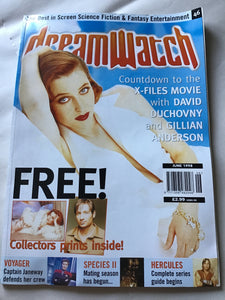 Best in Screen Science Fiction & Fantasy Entertainment
46
dreamwatch
Countdown to the
X-FILES MOVIE
with DAVID
DUCHOVNY
and GILLIAN
ANDERSON
JUNE 1998
£2.99
FREE!
Collectors prints inside!
VOYAGER
Captain Janeway
defends her crew
SPECIES II
Mating season
has begun...
HERCULES
Complete series
guide begins